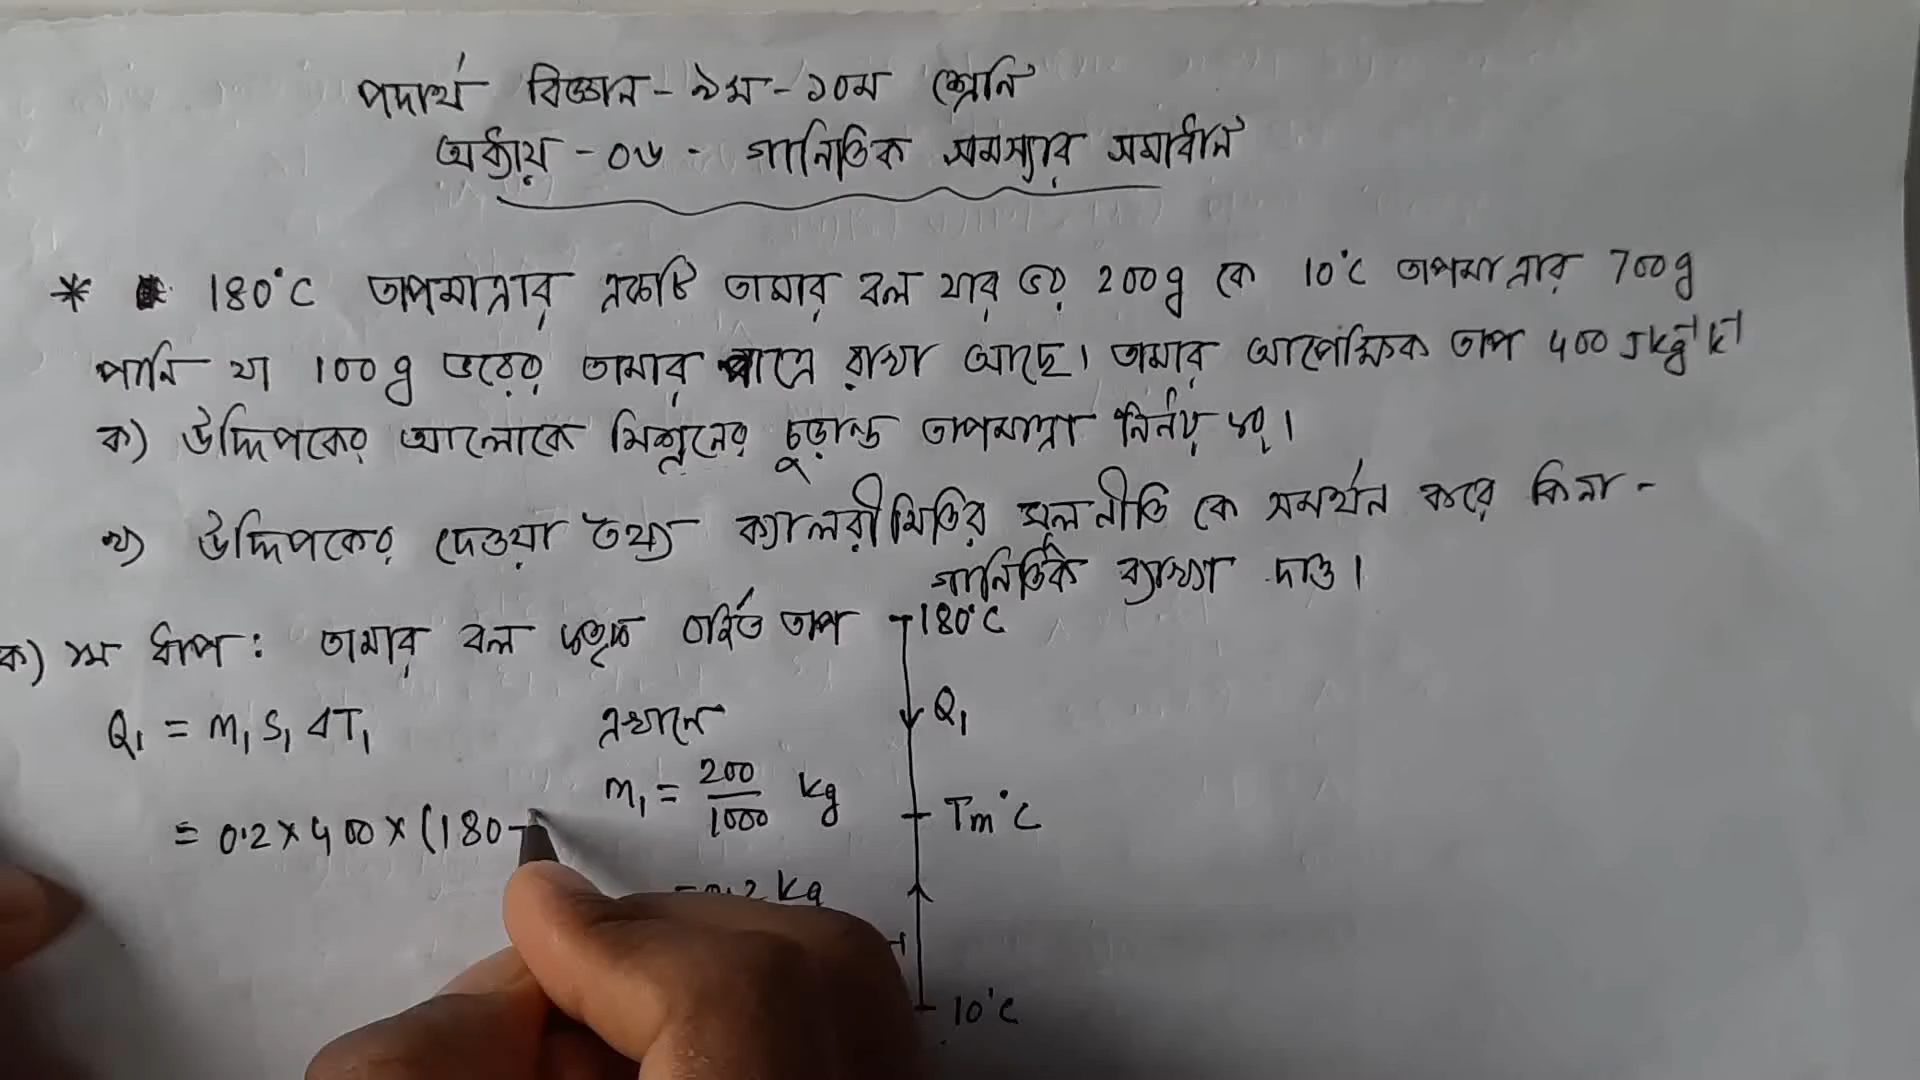 পদার্থ বিজ্ঞান - ৯ম - ১০ম শ্রেনি
অধ্যায় - ০৬ - গানিতিক সমস্যার সমাধান
* 180°C তাপমাত্রার একটি তামার বল যার ভর 200g কে 10°C তাপমাত্রার 700g
পানি যা 100g ভরের তামার পাত্রে রাখা আছে। তামার আপেক্ষিক তাপ 400 Jkg⁻¹k⁻¹
ক) উদ্দিপকের আলোকে মিশ্রনের চুড়ান্ত তাপমাত্রা নির্নয় কর।
খ) উদ্দিপকের দেওয়া তথ্য ক্যালরীমিতির মূলনীতি কে সমর্থন করে কিনা -
গানিতিক ব্যাখ্যা দাও।
ক) ১ম ধাপ : তামার বল কর্তৃক বর্জিত তাপ
180°C
Q₁ = m₁ s₁ ΔT₁
এখানে
Q₁
m₁ = 200/1000 kg
Tm°C
= 0.2 × 400 × (180 -
= 0.2 kg
10°C